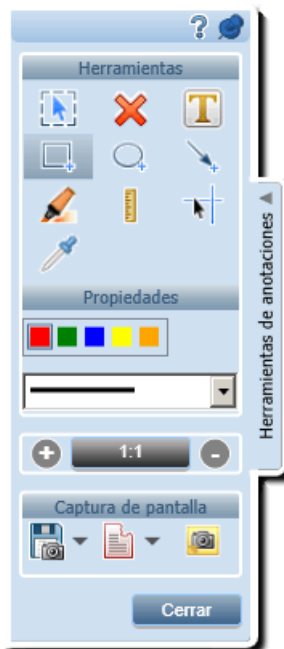 ?
Herramientas
T
Propiedades
1:1
Captura de pantalla
Cerrar
Herramientas de anotaciones